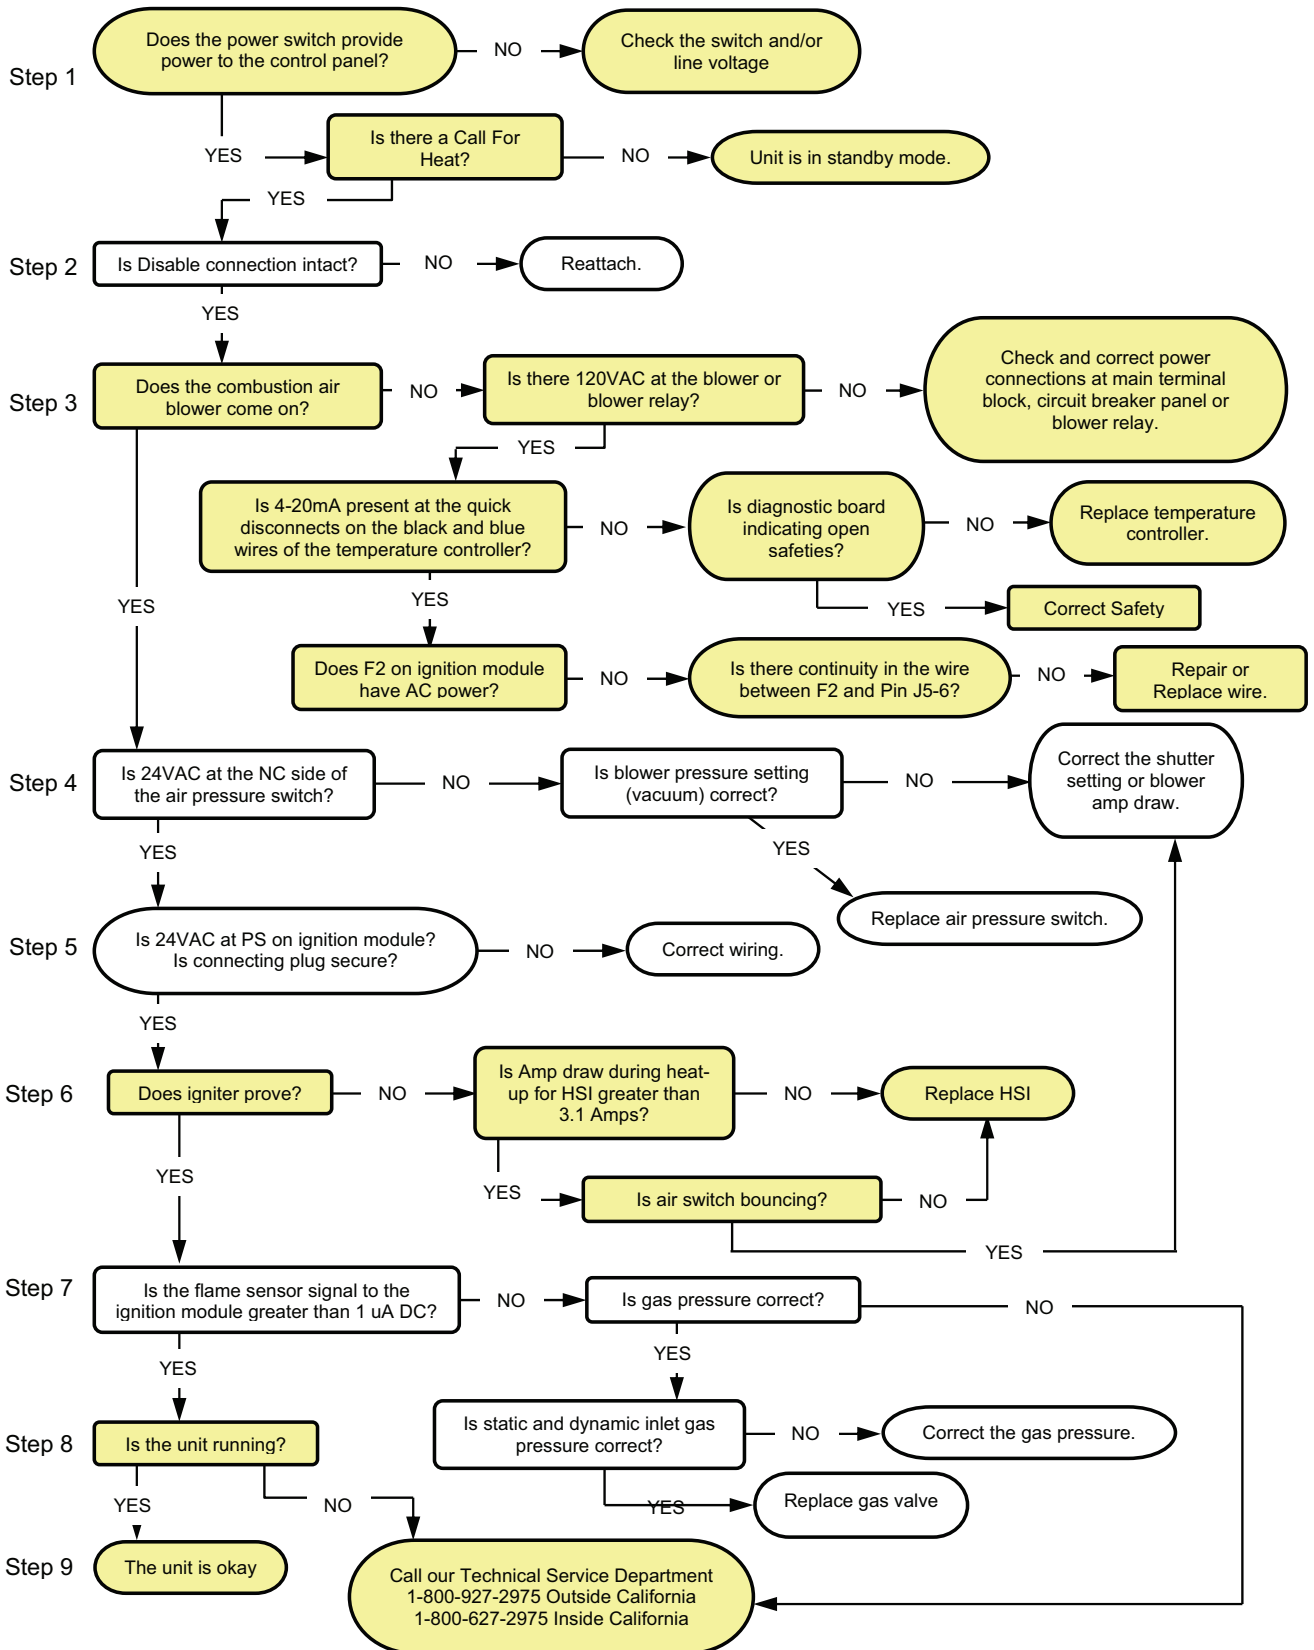 Step 1
Does the power switch provide
power to the control panel?
NO
Check the switch and/or
line voltage
YES
Is there a Call For
Heat?
NO
Unit is in standby mode.
YES
Step 2
Is Disable connection intact?
NO
Reattach.
YES
Step 3
Does the combustion air
blower come on?
NO
Is there 120VAC at the blower or
blower relay?
NO
Check and correct power
connections at main terminal
block, circuit breaker panel or
blower relay.
YES
Is 4-20mA present at the quick
disconnects on the black and blue
wires of the temperature controller?
NO
Is diagnostic board
indicating open
safeties?
NO
Replace temperature
controller.
YES
YES
YES
Correct Safety
Does F2 on ignition module
have AC power?
NO
Is there continuity in the wire
between F2 and Pin J5-6?
NO
Repair or
Replace wire.
Step 4
Is 24VAC at the NC side of
the air pressure switch?
NO
Is blower pressure setting
(vacuum) correct?
NO
Correct the shutter
setting or blower
amp draw.
YES
YES
Replace air pressure switch.
Step 5
Is 24VAC at PS on ignition module?
Is connecting plug secure?
NO
Correct wiring.
YES
Step 6
Does igniter prove?
NO
Is Amp draw during heat-
up for HSI greater than
3.1 Amps?
NO
Replace HSI
YES
YES
Is air switch bouncing?
NO
YES
Step 7
Is the flame sensor signal to the
ignition module greater than 1 uA DC?
NO
Is gas pressure correct?
NO
YES
YES
Step 8
Is the unit running?
Is static and dynamic inlet gas
pressure correct?
NO
Correct the gas pressure.
YES
NO
YES
Replace gas valve
Step 9
The unit is okay
Call our Technical Service Department
1-800-927-2975 Outside California
1-800-627-2975 Inside California